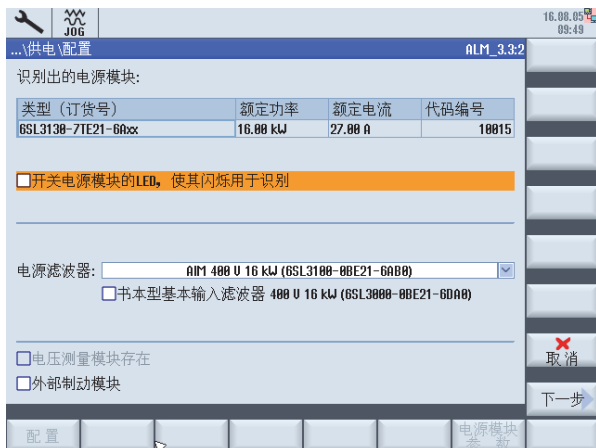 JOG
16.08.05
09:49
...\供电\配置 ALM_3.3:2
识别出的电源模块:
类型（订货号） 额定功率 额定电流 代码编号
6SL3130-7TE21-6Axx 16.00 kW 27.00 A 10015
开关电源模块的LED，使其闪烁用于识别
电源滤波器: AIM 400 V 16 kW (6SL3100-0BE21-6AB0)
书本型基本输入滤波器 400 V 16 kW (6SL3000-0BE21-6DA0)
电压测量模块存在
外部制动模块
取消
下一步
配置 电源模块
参数